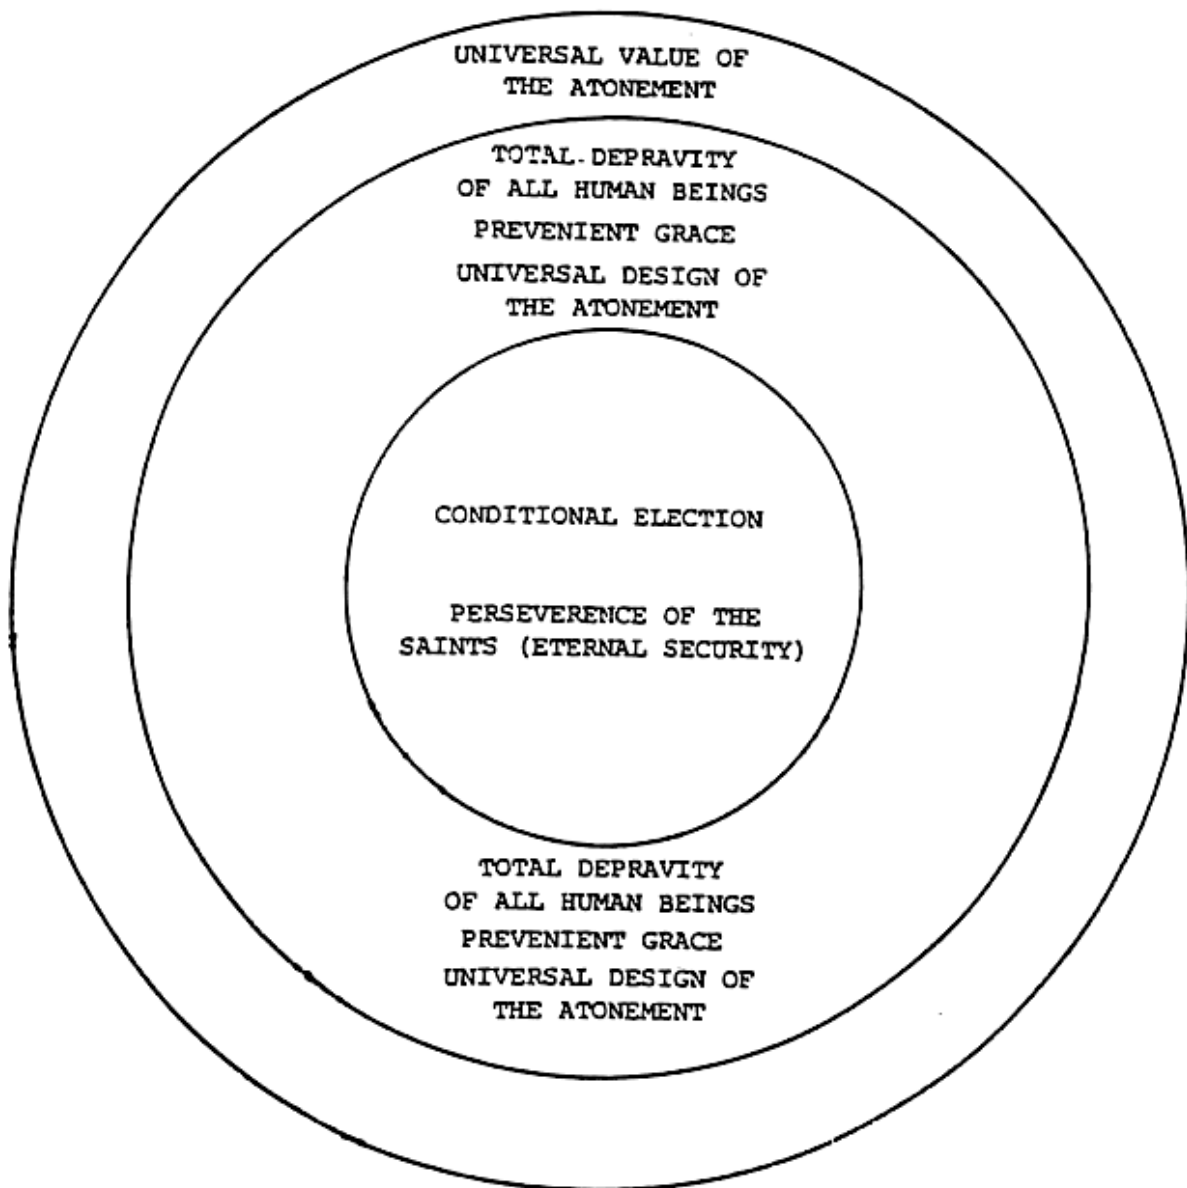 UNIVERSAL VALUE OF
THE ATONEMENT
TOTAL DEPRAVITY
OF ALL HUMAN BEINGS
PREVENIENT GRACE
UNIVERSAL DESIGN OF
THE ATONEMENT
CONDITIONAL ELECTION
PERSEVERENCE OF THE
SAINTS (ETERNAL SECURITY)
TOTAL DEPRAVITY
OF ALL HUMAN BEINGS
PREVENIENT GRACE
UNIVERSAL DESIGN OF
THE ATONEMENT